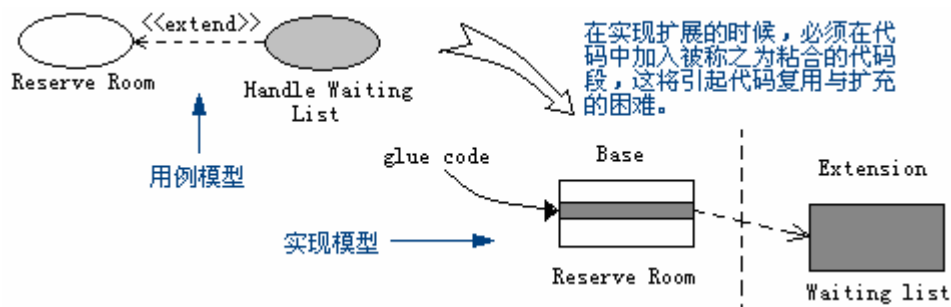 <<extend>>
Reserve Room
Handle Waiting
List
用例模型
在实现扩展的时候，必须在代
码中加入被称之为粘合的代码
段，这将引起代码复用与扩充
的困难。
glue code
Base
Extension
实现模型
Reserve Room
Waiting list